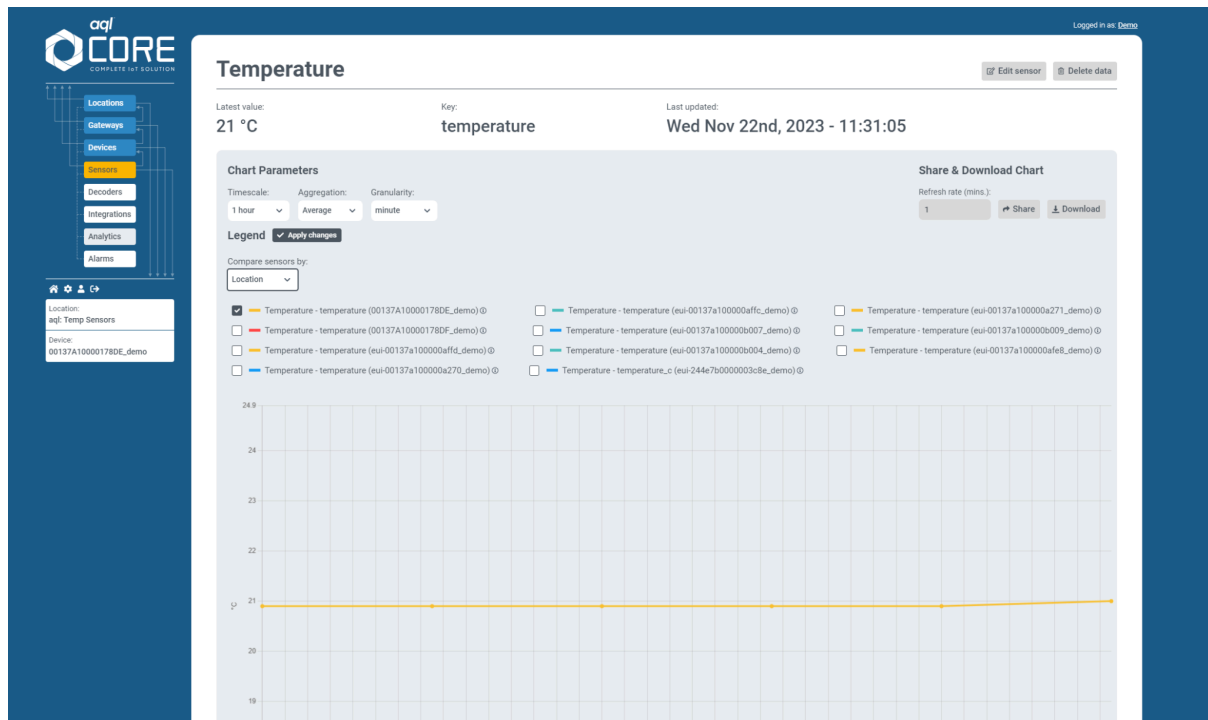 aql
CORE
COMPLETE IoT SOLUTION
Logged in as: Demo
Locations
Gateways
Devices
Sensors
Decoders
Integrations
Analytics
Alarms
Location:
aql: Temp Sensors
Device:
00137A10000178DE_demo
Temperature
Edit sensor
Delete data
Latest value:
21 °C
Key:
temperature
Last updated:
Wed Nov 22nd, 2023 - 11:31:05
Chart Parameters
Timescale:
1 hour
Aggregation:
Average
Granularity:
minute
Share & Download Chart
Refresh rate (mins.):
1
Share
Download
Legend
Apply changes
Compare sensors by:
Location
Temperature - temperature (00137A10000178DE_demo)
Temperature - temperature (eui-00137a100000affc_demo)
Temperature - temperature (eui-00137a100000a271_demo)
Temperature - temperature (00137A10000178DF_demo)
Temperature - temperature (eui-00137a100000b007_demo)
Temperature - temperature (eui-00137a100000b009_demo)
Temperature - temperature (eui-00137a100000affd_demo)
Temperature - temperature (eui-00137a100000b004_demo)
Temperature - temperature (eui-00137a100000afe8_demo)
Temperature - temperature (eui-00137a100000a270_demo)
Temperature - temperature_c (eui-244e7b0000003c8e_demo)
24.9
24
23
22
21
°C
20
19